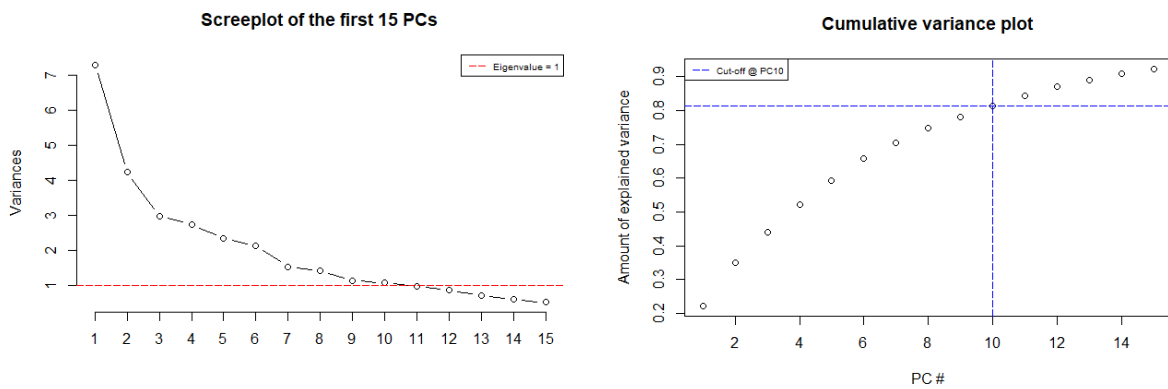 Screeplot of the first 15 PCs
Eigenvalue = 1
Variances
7
6
5
4
3
2
1
1 2 3 4 5 6 7 8 9 10 11 12 13 14 15
Cumulative variance plot
Cut-off @ PC10
Amount of explained variance
0.9
0.8
0.7
0.6
0.5
0.4
0.3
0.2
2 4 6 8 10 12 14
PC #